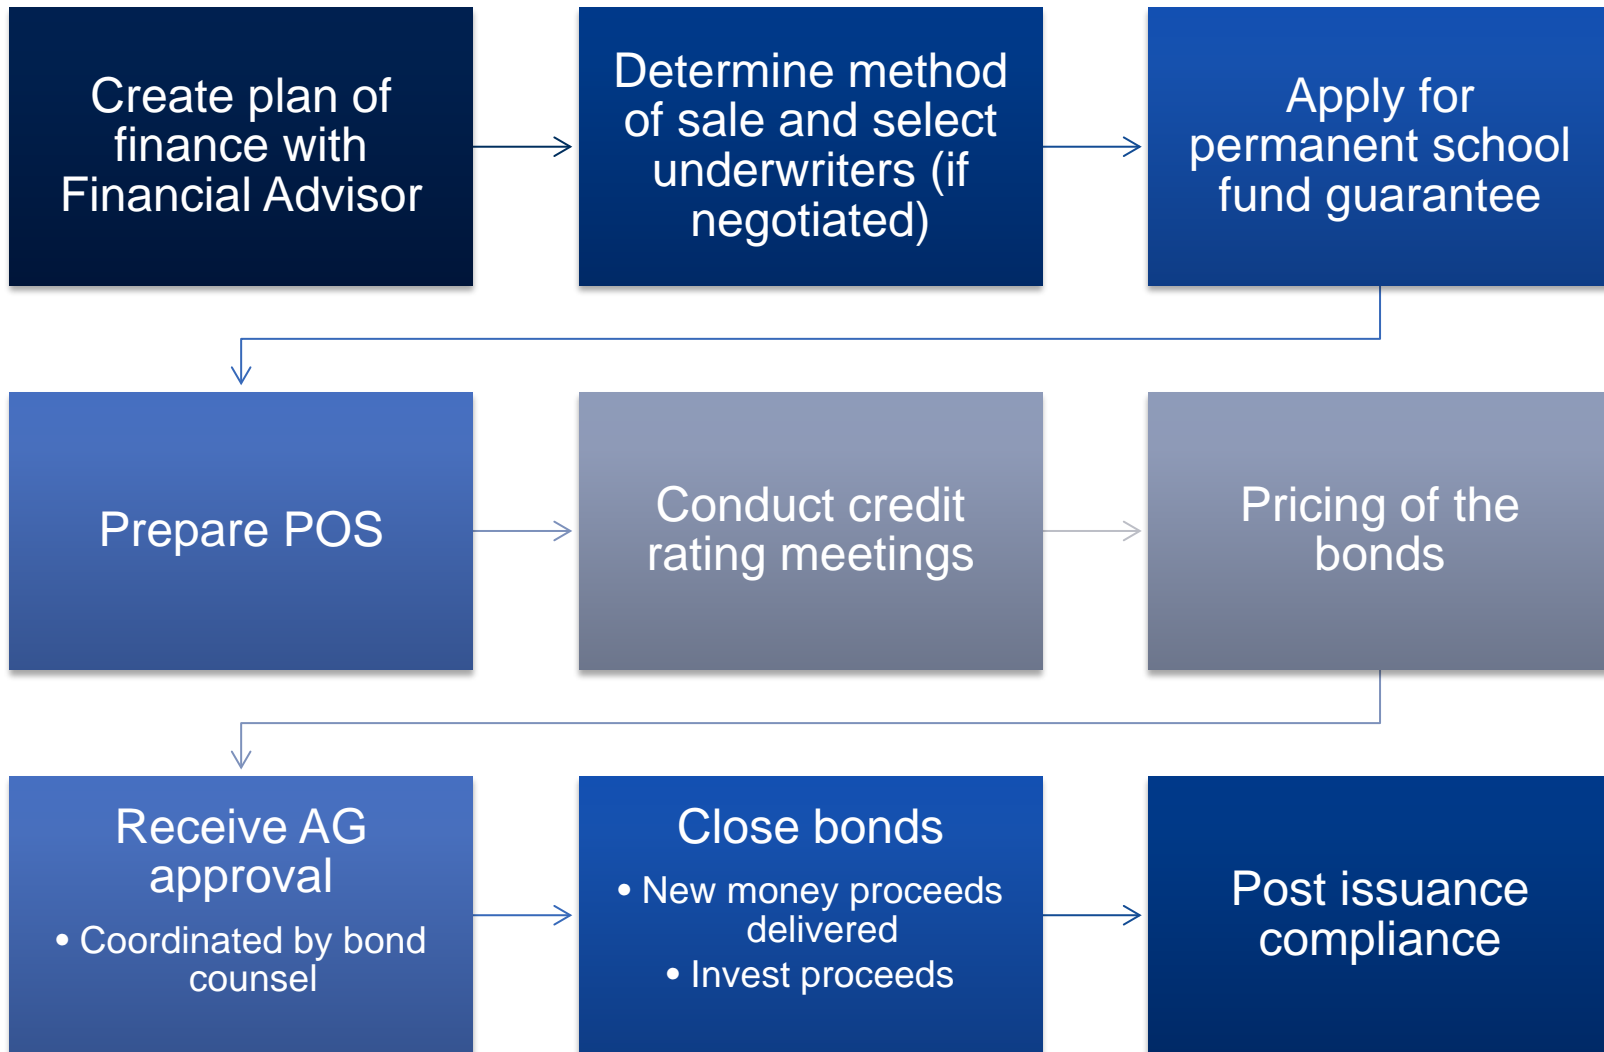 Create plan of
finance with
Financial Advisor
Determine method
of sale and select
underwriters (if
negotiated)
Apply for
permanent school
fund guarantee
Prepare POS
Conduct credit
rating meetings
Pricing of the
bonds
Receive AG
approval
• Coordinated by bond
counsel
Close bonds
• New money proceeds
delivered
• Invest proceeds
Post issuance
compliance